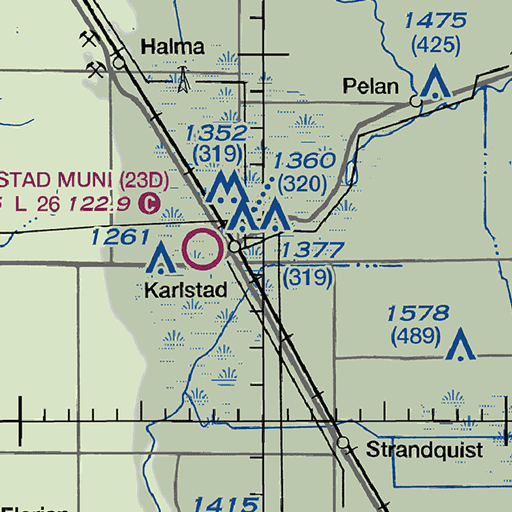 1475
(425)
Halma
Pelan
1352
(319)
1360
(320)
STAD MUNI (23D)
L 26 122.9 C
1261
1377
(319)
Karlstad
1578
(489)
Strandquist
1415